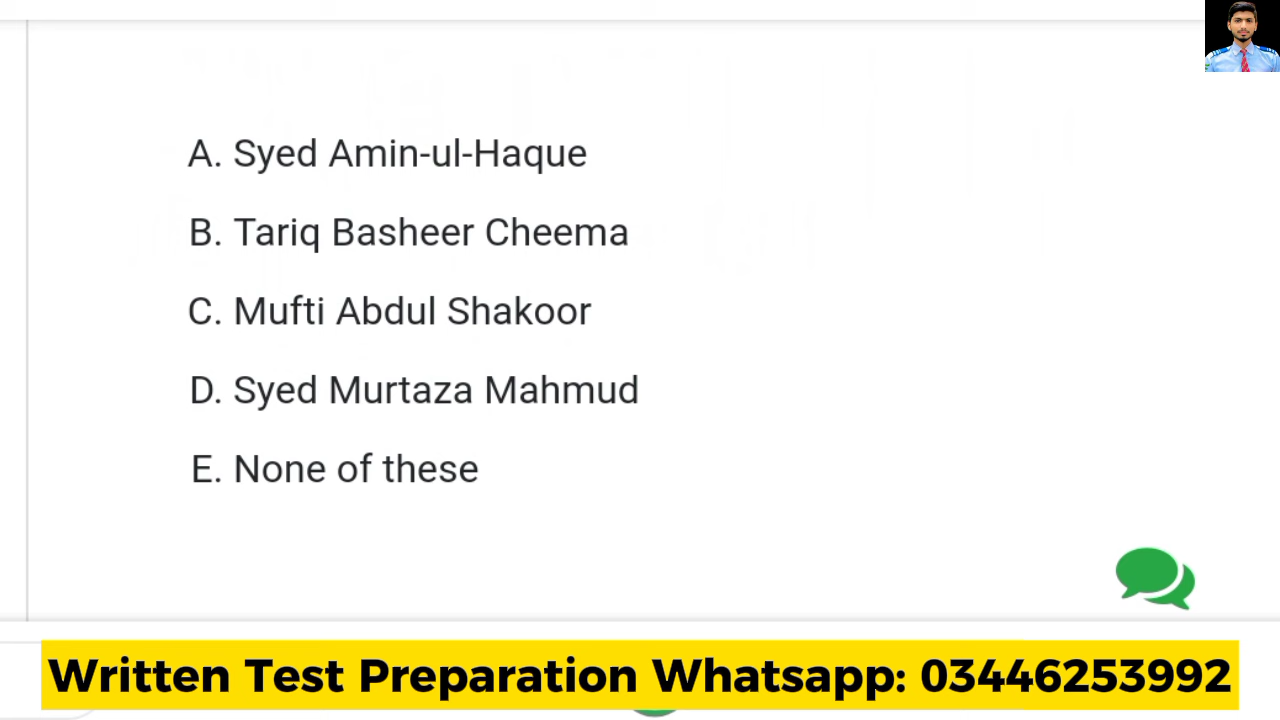 A. Syed Amin-ul-Haque
B. Tariq Basheer Cheema
C. Mufti Abdul Shakoor
D. Syed Murtaza Mahmud
E. None of these
Written Test Preparation Whatsapp: 03446253992